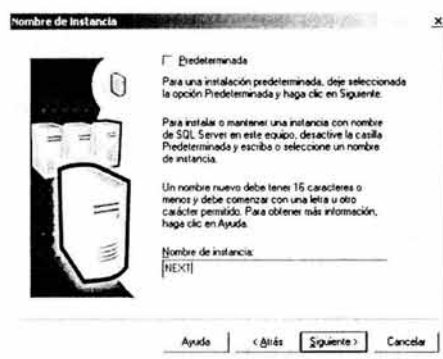 Nombre de Instancia
Predeterminada
Para una instalación predeterminada, deje seleccionada
la opción Predeterminada y haga clic en Siguiente.
Para instalar o mantener una instancia con nombre
de SQL Server en este equipo, desactive la casilla
Predeterminada y escriba o seleccione un nombre
de instancia.
Un nombre nuevo debe tener 16 caracteres o
menos y debe comenzar con una letra u otro
carácter permitido. Para obtener más información,
haga clic en Ayuda.
Nombre de instancia:
NEXT
Ayuda
< Atrás
Siguiente >
Cancelar